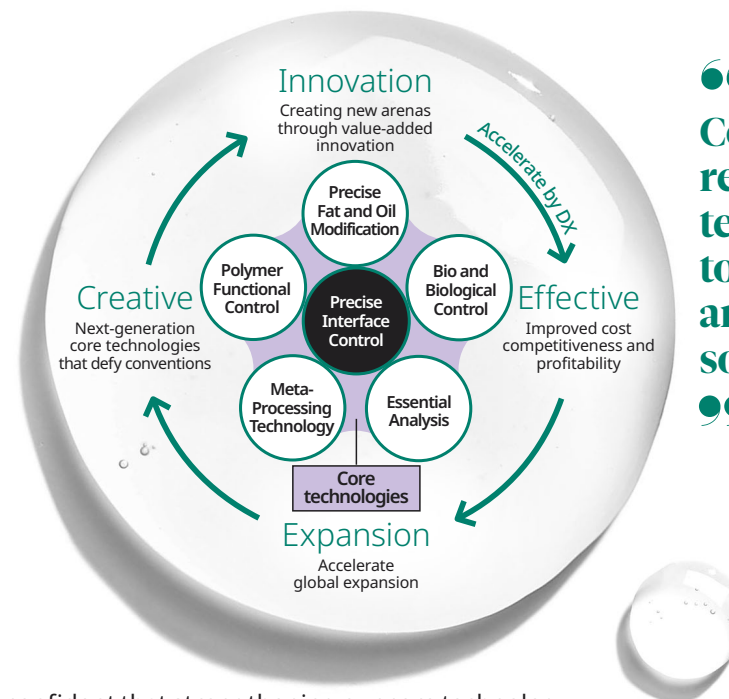 Innovation
Creating new arenas
through value-added
innovation
Accelerate by DX
Precise
Fat and Oil
Modification
Polymer
Functional
Control
Bio and
Biological
Control
Precise
Interface
Control
Creative
Next-generation
core technologies
that defy conventions
Effective
Improved cost
competitiveness and
profitability
Meta-
Processing
Technology
Essential
Analysis
Core
technologies
Expansion
Accelerate
global expansion